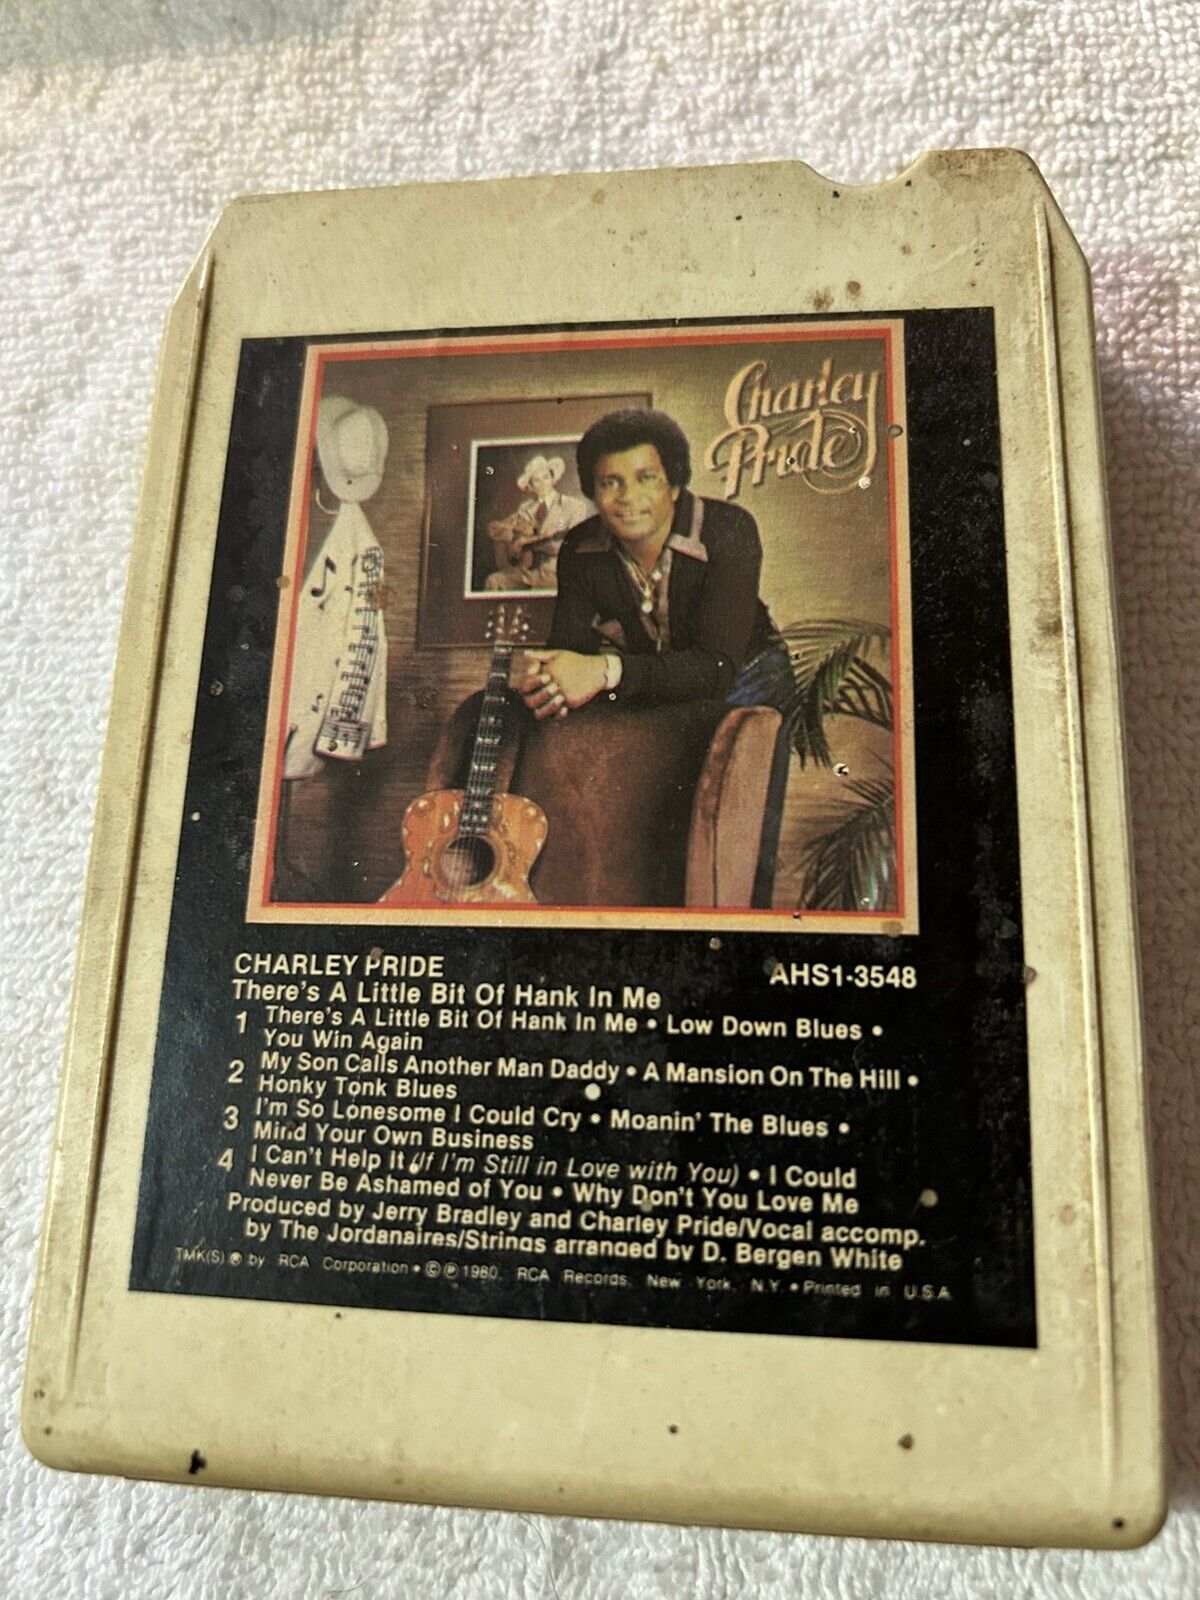 Charley
Pride
CHARLEY PRIDE AHS1-3548
There's A Little Bit Of Hank In Me
1 There's A Little Bit Of Hank In Me • Low Down Blues •
You Win Again
2 My Son Calls Another Man Daddy • A Mansion On The Hill •
Honky Tonk Blues
3 I'm So Lonesome I Could Cry • Moanin' The Blues •
Mind Your Own Business
4 I Can't Help It (If I'm Still in Love with You) • I Could
Never Be Ashamed of You • Why Don't You Love Me
Produced by Jerry Bradley and Charley Pride/Vocal accomp.
by The Jordanaires/Strings arranged by D. Bergen White
TMK(S) ® by RCA Corporation • © ℗ 1980, RCA Records, New York, N.Y. • Printed in U.S.A.